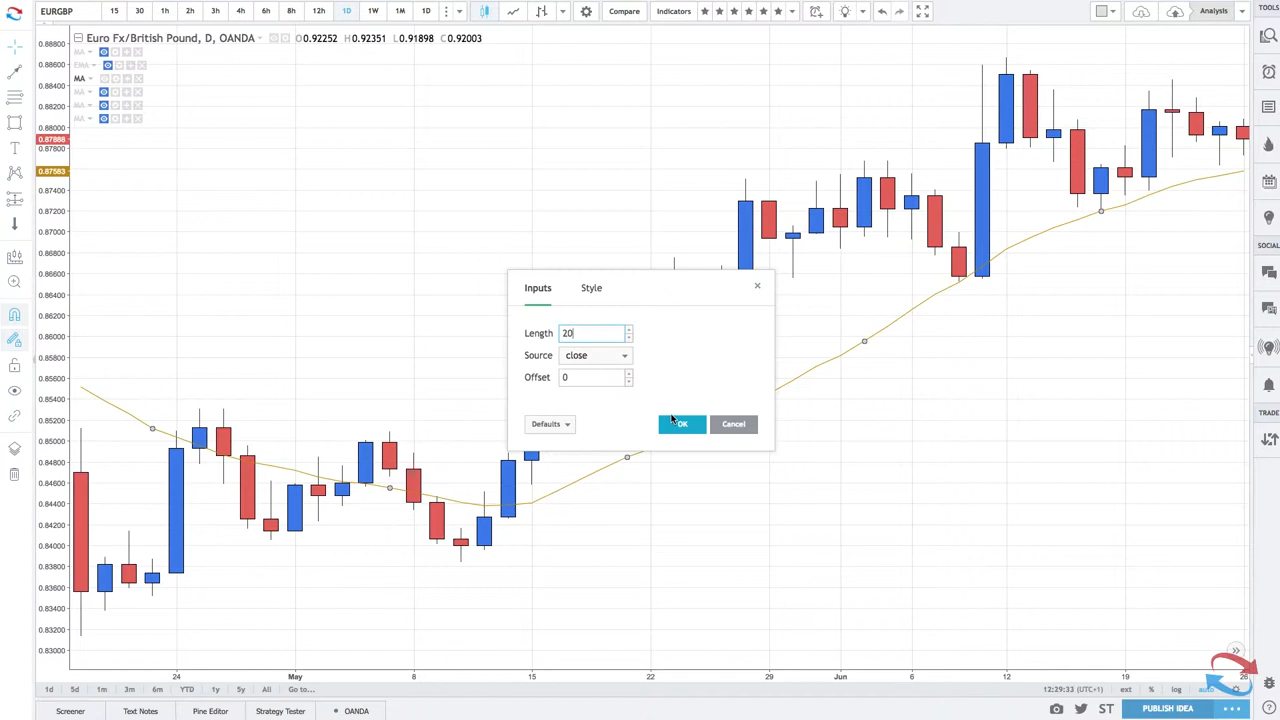 EURGBP 15 30 1h 2h 4h 6h 8h 12h 1D 1W 1M 1D Compare Indicators Analysis TOOLS
Euro Fx/British Pound, D, OANDA O0.92252 H0.92351 L0.91898 C0.92003
MA
EMA
MA
MA
MA
MA
0.88800
0.88600
0.88400
0.88200
0.88000
0.87888
0.87800
0.87583
0.87400
0.87200
0.87000
0.86800
0.86600
0.86400
0.86200
0.86000
0.85800
0.85600
0.85400
0.85200
0.85000
0.84800
0.84600
0.84400
0.84200
0.84000
0.83800
0.83600
0.83400
0.83200
0.83000
Inputs Style
Length 20
Source close
Offset 0
Defaults OK Cancel
SOCIAL
TRADE
24 May 8 15 22 29 Jun 6 12 19 26
1d 5d 1m 3m 6m YTD 1y 5y All Go to... 12:29:33 (UTC+1) ext % log auto
Screener Text Notes Pine Editor Strategy Tester OANDA ST PUBLISH IDEA